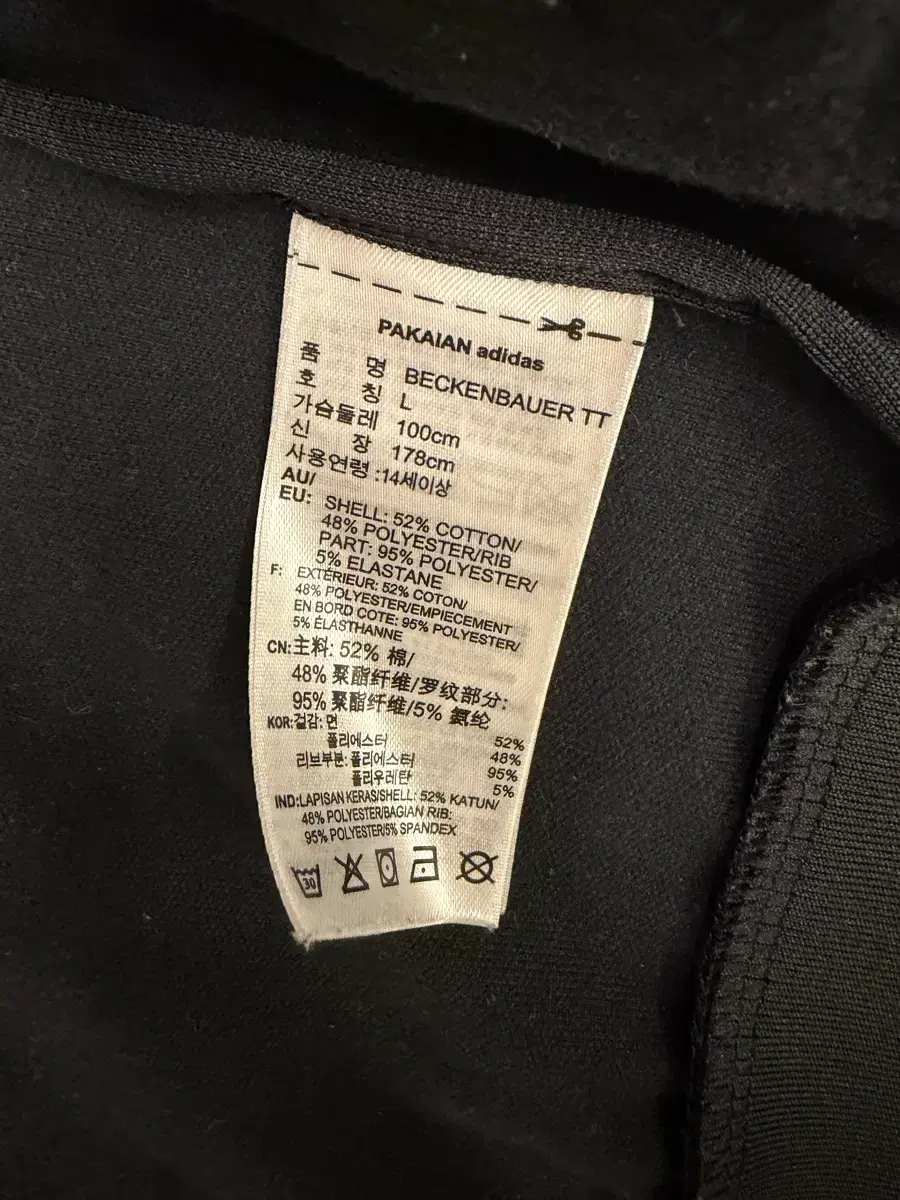 PAKAIAN adidas
품 명 BECKENBAUER TT
호 칭 L
가슴둘레 100cm
신 장 178cm
사용연령 :14세이상
AU/
EU: SHELL: 52% COTTON/
48% POLYESTER/RIB
PART: 95% POLYESTER/
5% ELASTANE
F: EXTÉRIEUR: 52% COTON/
48% POLYESTER/EMPIECEMENT
EN BORD COTE: 95% POLYESTER/
5% ÉLASTHANNE
CN:主料: 52% 棉/
48% 聚酯纤维/罗纹部分:
95% 聚酯纤维/5% 氨纶
KOR:겉감: 면 52%
폴리에스터 48%
리브부분: 폴리에스터 95%
폴리우레탄 5%
IND:LAPISAN KERAS/SHELL: 52% KATUN/
48% POLYESTER/BAGIAN RIB:
95% POLYESTER/5% SPANDEX
30